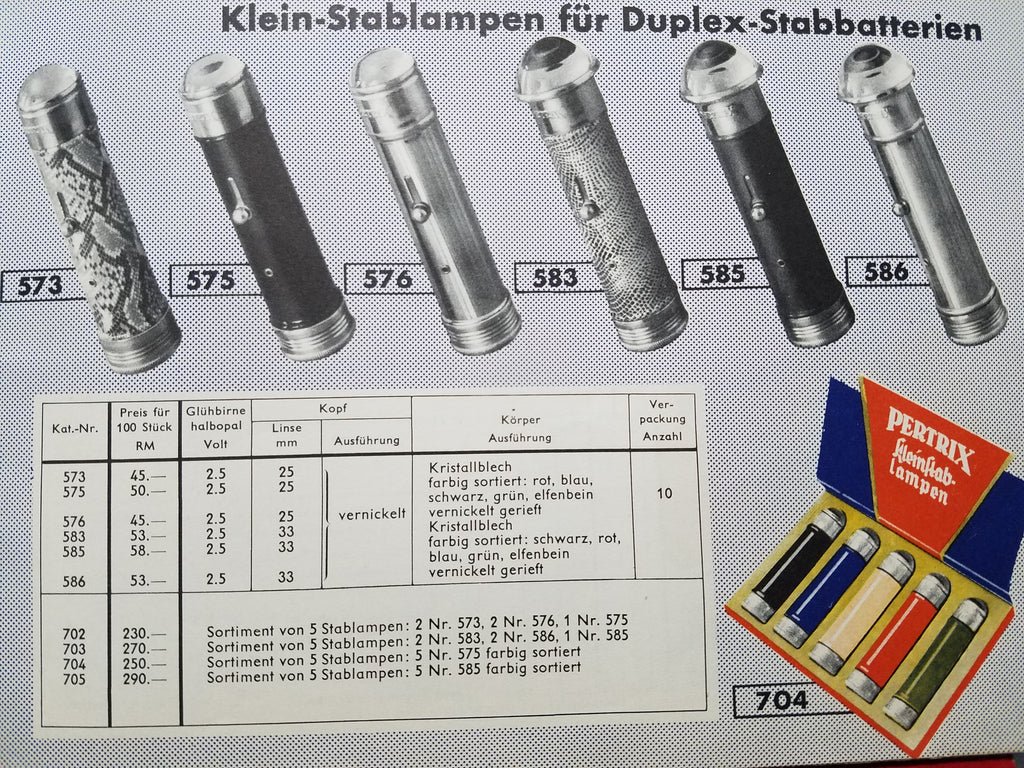 Klein-Stablampen für Duplex-Stabbatterien
573
575
576
583
585
586
Kat.-Nr. Preis für 100 Stück RM Glühbirne halbopal Volt Kopf Linse mm Ausführung Körper Ausführung Ver- packung Anzahl
573 45.— 2.5 25 Kristallblech
575 50.— 2.5 25 farbig sortiert: rot, blau,
schwarz, grün, elfenbein
576 45.— 2.5 25 vernickelt gerieft
583 53.— 2.5 33 Kristallblech
585 58.— 2.5 33 farbig sortiert: schwarz, rot,
blau, grün, elfenbein
586 53.— 2.5 33 vernickelt gerieft
vernickelt
10
702 230.— Sortiment von 5 Stablampen: 2 Nr. 573, 2 Nr. 576, 1 Nr. 575
703 270.— Sortiment von 5 Stablampen: 2 Nr. 583, 2 Nr. 586, 1 Nr. 585
704 250.— Sortiment von 5 Stablampen: 5 Nr. 575 farbig sortiert
705 290.— Sortiment von 5 Stablampen: 5 Nr. 585 farbig sortiert
PERTRIX
Kleinstab-
lampen
704